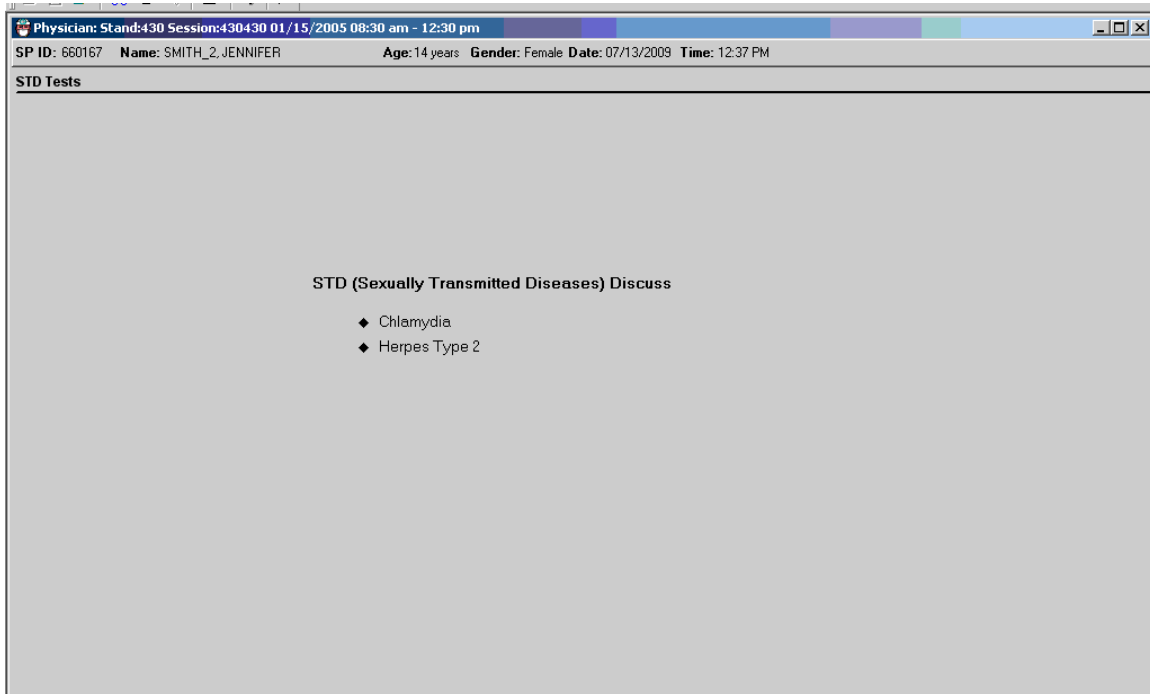 Physician: Stand:430 Session:430430 01/15/2005 08:30 am - 12:30 pm
SP ID: 660167 Name: SMITH_2, JENNIFER Age: 14 years Gender: Female Date: 07/13/2009 Time: 12:37 PM
STD Tests
STD (Sexually Transmitted Diseases) Discuss
◆ Chlamydia
◆ Herpes Type 2